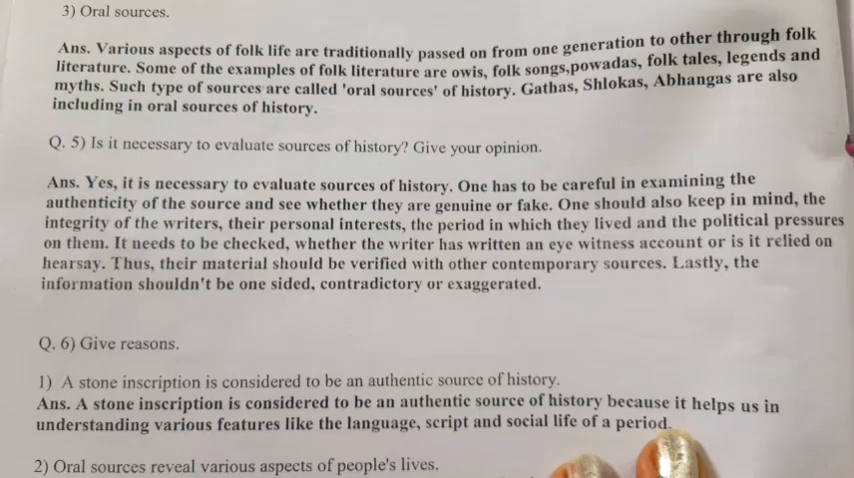 3) Oral sources.
Ans. Various aspects of folk life are traditionally passed on from one generation to other through folk
literature. Some of the examples of folk literature are owis, folk songs,powadas, folk tales, legends and
myths. Such type of sources are called 'oral sources' of history. Gathas, Shlokas, Abhangas are also
including in oral sources of history.
Q. 5) Is it necessary to evaluate sources of history? Give your opinion.
Ans. Yes, it is necessary to evaluate sources of history. One has to be careful in examining the
authenticity of the source and see whether they are genuine or fake. One should also keep in mind, the
integrity of the writers, their personal interests, the period in which they lived and the political pressures
on them. It needs to be checked, whether the writer has written an eye witness account or is it relied on
hearsay. Thus, their material should be verified with other contemporary sources. Lastly, the
information shouldn't be one sided, contradictory or exaggerated.
Q. 6) Give reasons.
1) A stone inscription is considered to be an authentic source of history.
Ans. A stone inscription is considered to be an authentic source of history because it helps us in
understanding various features like the language, script and social life of a period.
2) Oral sources reveal various aspects of people's lives.